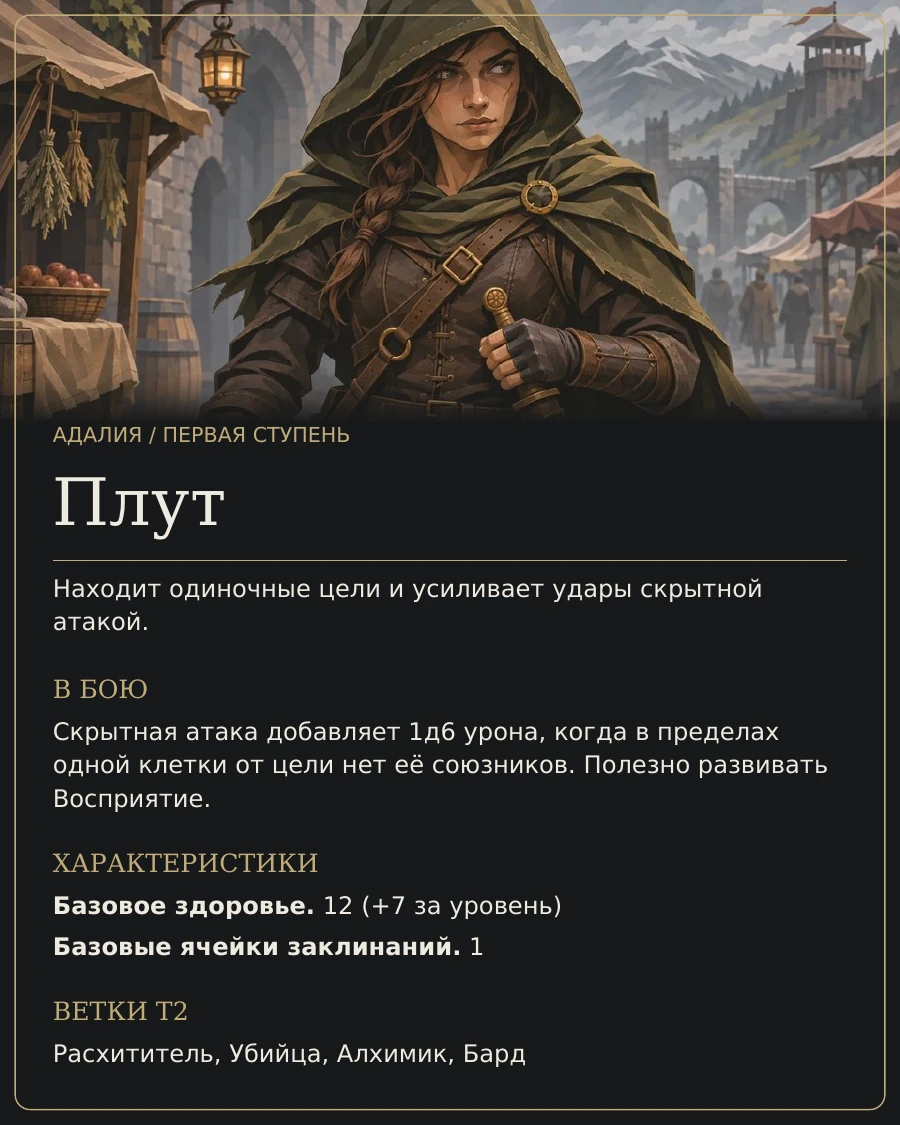 АДАЛИЯ / ПЕРВАЯ СТУПЕНЬ
Плут
Находит одиночные цели и усиливает удары скрытной
атакой.
В БОЮ
Скрытная атака добавляет 1д6 урона, когда в пределах
одной клетки от цели нет её союзников. Полезно развивать
Восприятие.
ХАРАКТЕРИСТИКИ
Базовое здоровье. 12 (+7 за уровень)
Базовые ячейки заклинаний. 1
ВЕТКИ Т2
Расхититель, Убийца, Алхимик, Бард